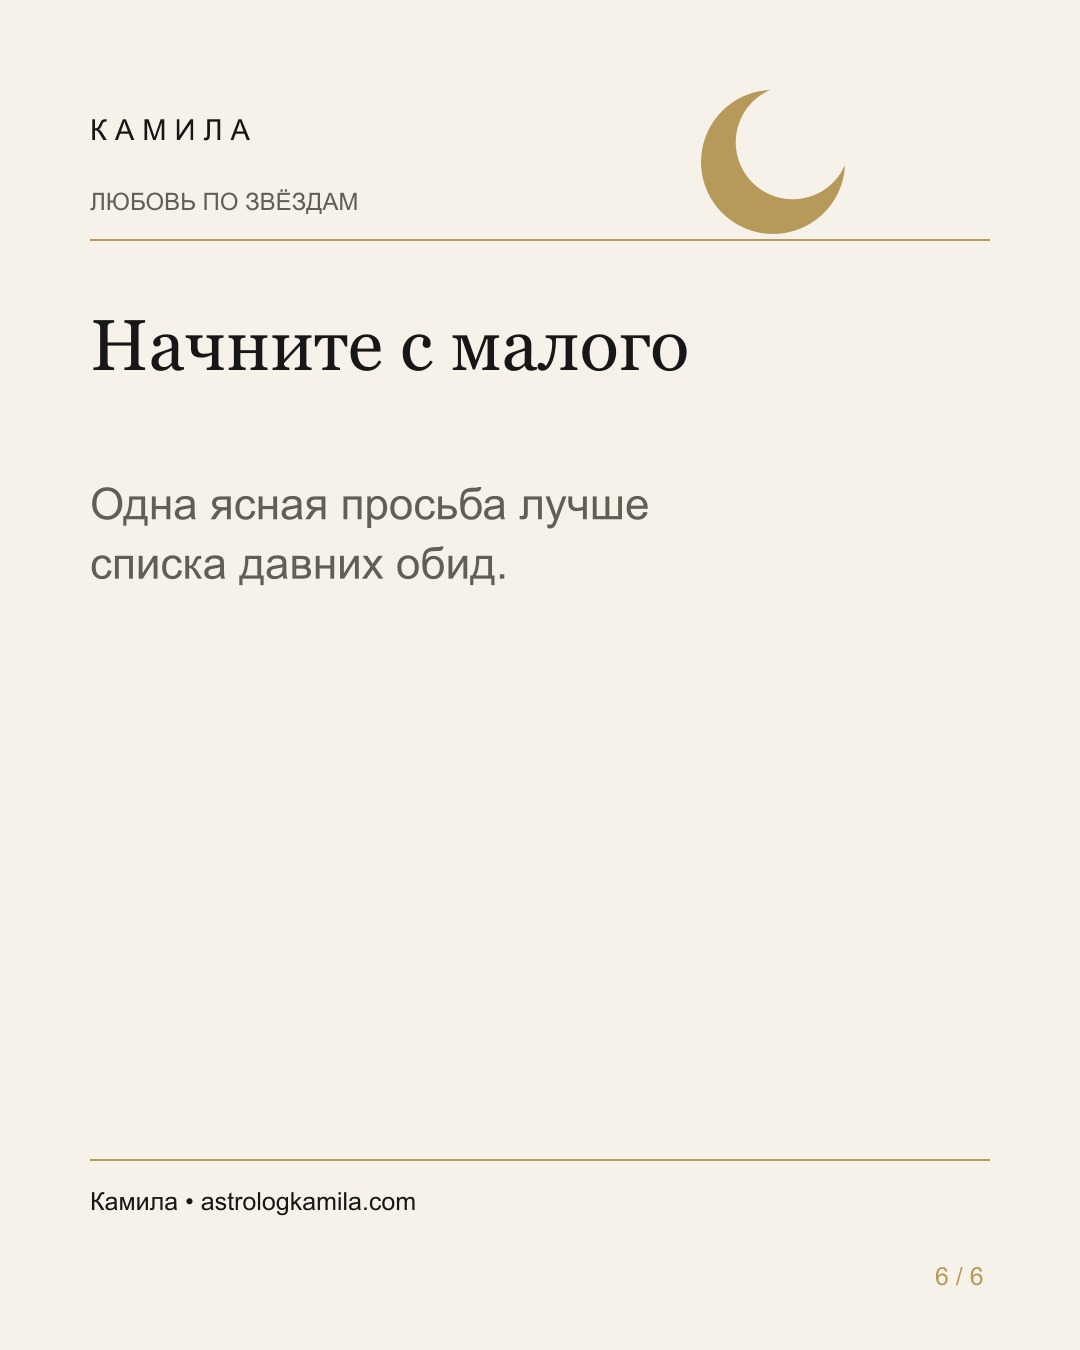 КАМИЛА
ЛЮБОВЬ ПО ЗВЁЗДАМ
Начните с малого
Одна ясная просьба лучше
списка давних обид.
Камила • astrologkamila.com
6 / 6